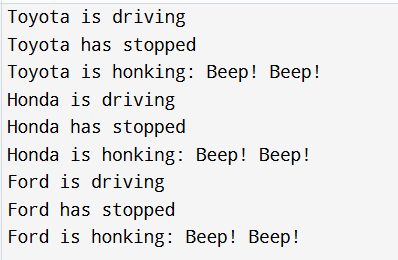 Toyota is driving
Toyota has stopped
Toyota is honking: Beep! Beep!
Honda is driving
Honda has stopped
Honda is honking: Beep! Beep!
Ford is driving
Ford has stopped
Ford is honking: Beep! Beep!